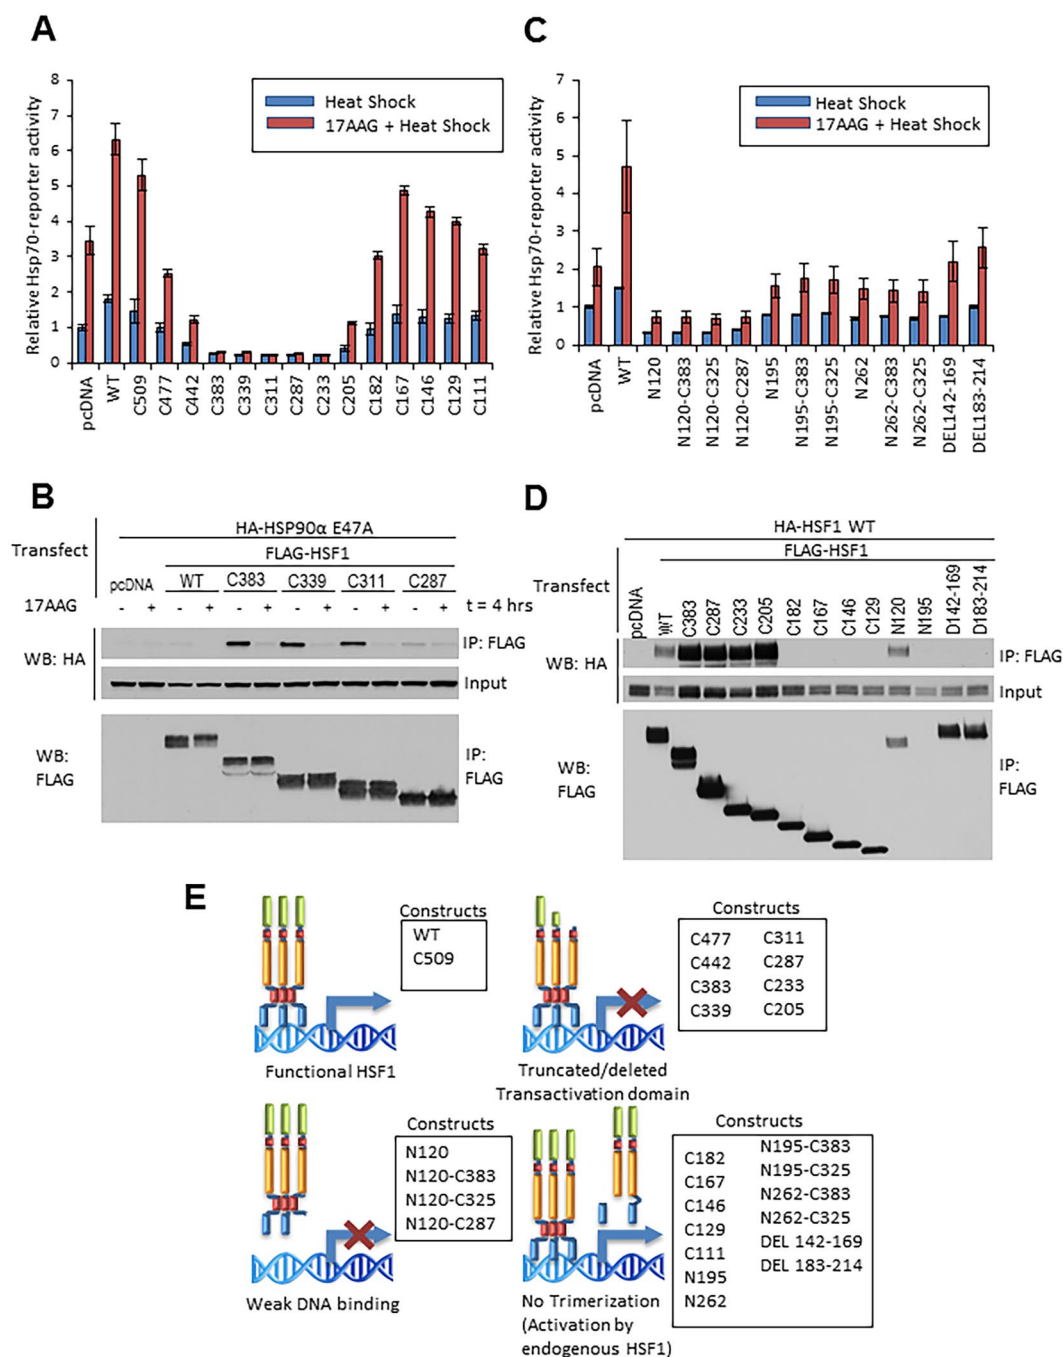 A
Relative Hsp70-reporter activity
8
7
6
5
4
3
2
1
0
Heat Shock
17AAG + Heat Shock
pcDNA
WT
C509
C477
C442
C383
C339
C311
C287
C233
C205
C182
C167
C146
C129
C111
C
Relative Hsp70-reporter activity
7
6
5
4
3
2
1
0
Heat Shock
17AAG + Heat Shock
pcDNA
WT
N120
N120-C383
N120-C325
N120-C287
N195
N195-C383
N195-C325
N262
N262-C383
N262-C325
DEL142-169
DEL183-214
B
HA-HSP90α E47A
Transfect
FLAG-HSF1
pcDNA WT C383 C339 C311 C287
17AAG - + - + - + - + - + - + t = 4 hrs
WB: HA
IP: FLAG
Input
WB:
FLAG
IP:
FLAG
D
HA-HSF1 WT
FLAG-HSF1
Transfect
pcDNA
WT
C383
C287
C233
C205
C182
C167
C146
C129
N120
N195
D142-169
D183-214
WB: HA
IP: FLAG
Input
WB:
FLAG
IP:
FLAG
E
Constructs
WT
C509
Functional HSF1
Constructs
C477 C311
C442 C287
C383 C233
C339 C205
Truncated/deleted
Transactivation domain
Constructs
N120
N120-C383
N120-C325
N120-C287
Weak DNA binding
Constructs
C182
C167
C146
C129
C111
N195
N262
N195-C383
N195-C325
N262-C383
N262-C325
DEL 142-169
DEL 183-214
No Trimerization
(Activation by
endogenous HSF1)